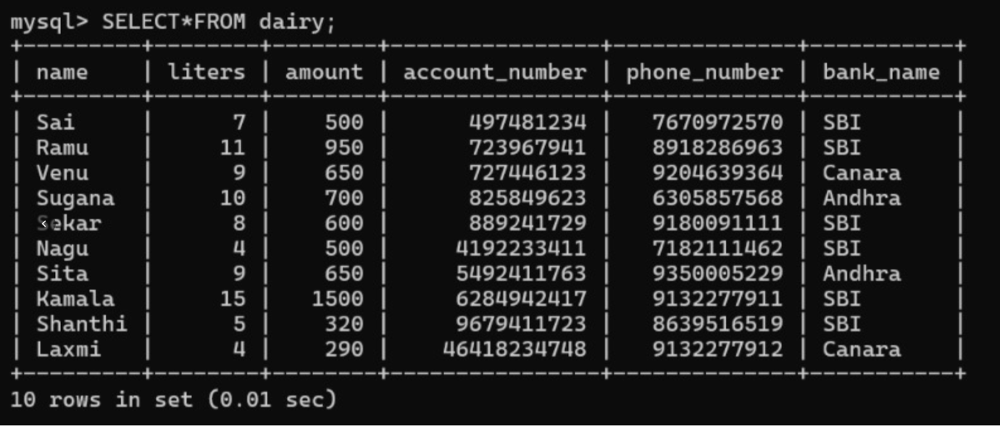 mysql> SELECT*FROM dairy;
+---------+--------+--------+----------------+--------------+-----------+
| name    | liters | amount | account_number | phone_number | bank_name |
+---------+--------+--------+----------------+--------------+-----------+
| Sai     |      7 |    500 |      497481234 |   7670972570 | SBI       |
| Ramu    |     11 |    950 |      723967941 |   8918286963 | SBI       |
| Venu    |      9 |    650 |      727446123 |   9204639364 | Canara    |
| Sugana  |     10 |    700 |      825849623 |   6305857568 | Andhra    |
| Sekar   |      8 |    600 |      889241729 |   9180091111 | SBI       |
| Nagu    |      4 |    500 |     4192233411 |   7182111462 | SBI       |
| Sita    |      9 |    650 |     5492411763 |   9350005229 | Andhra    |
| Kamala  |     15 |   1500 |     6284942417 |   9132277911 | SBI       |
| Shanthi |      5 |    320 |     9679411723 |   8639516519 | SBI       |
| Laxmi   |      4 |    290 |    46418234748 |   9132277912 | Canara    |
+---------+--------+--------+----------------+--------------+-----------+
10 rows in set (0.01 sec)